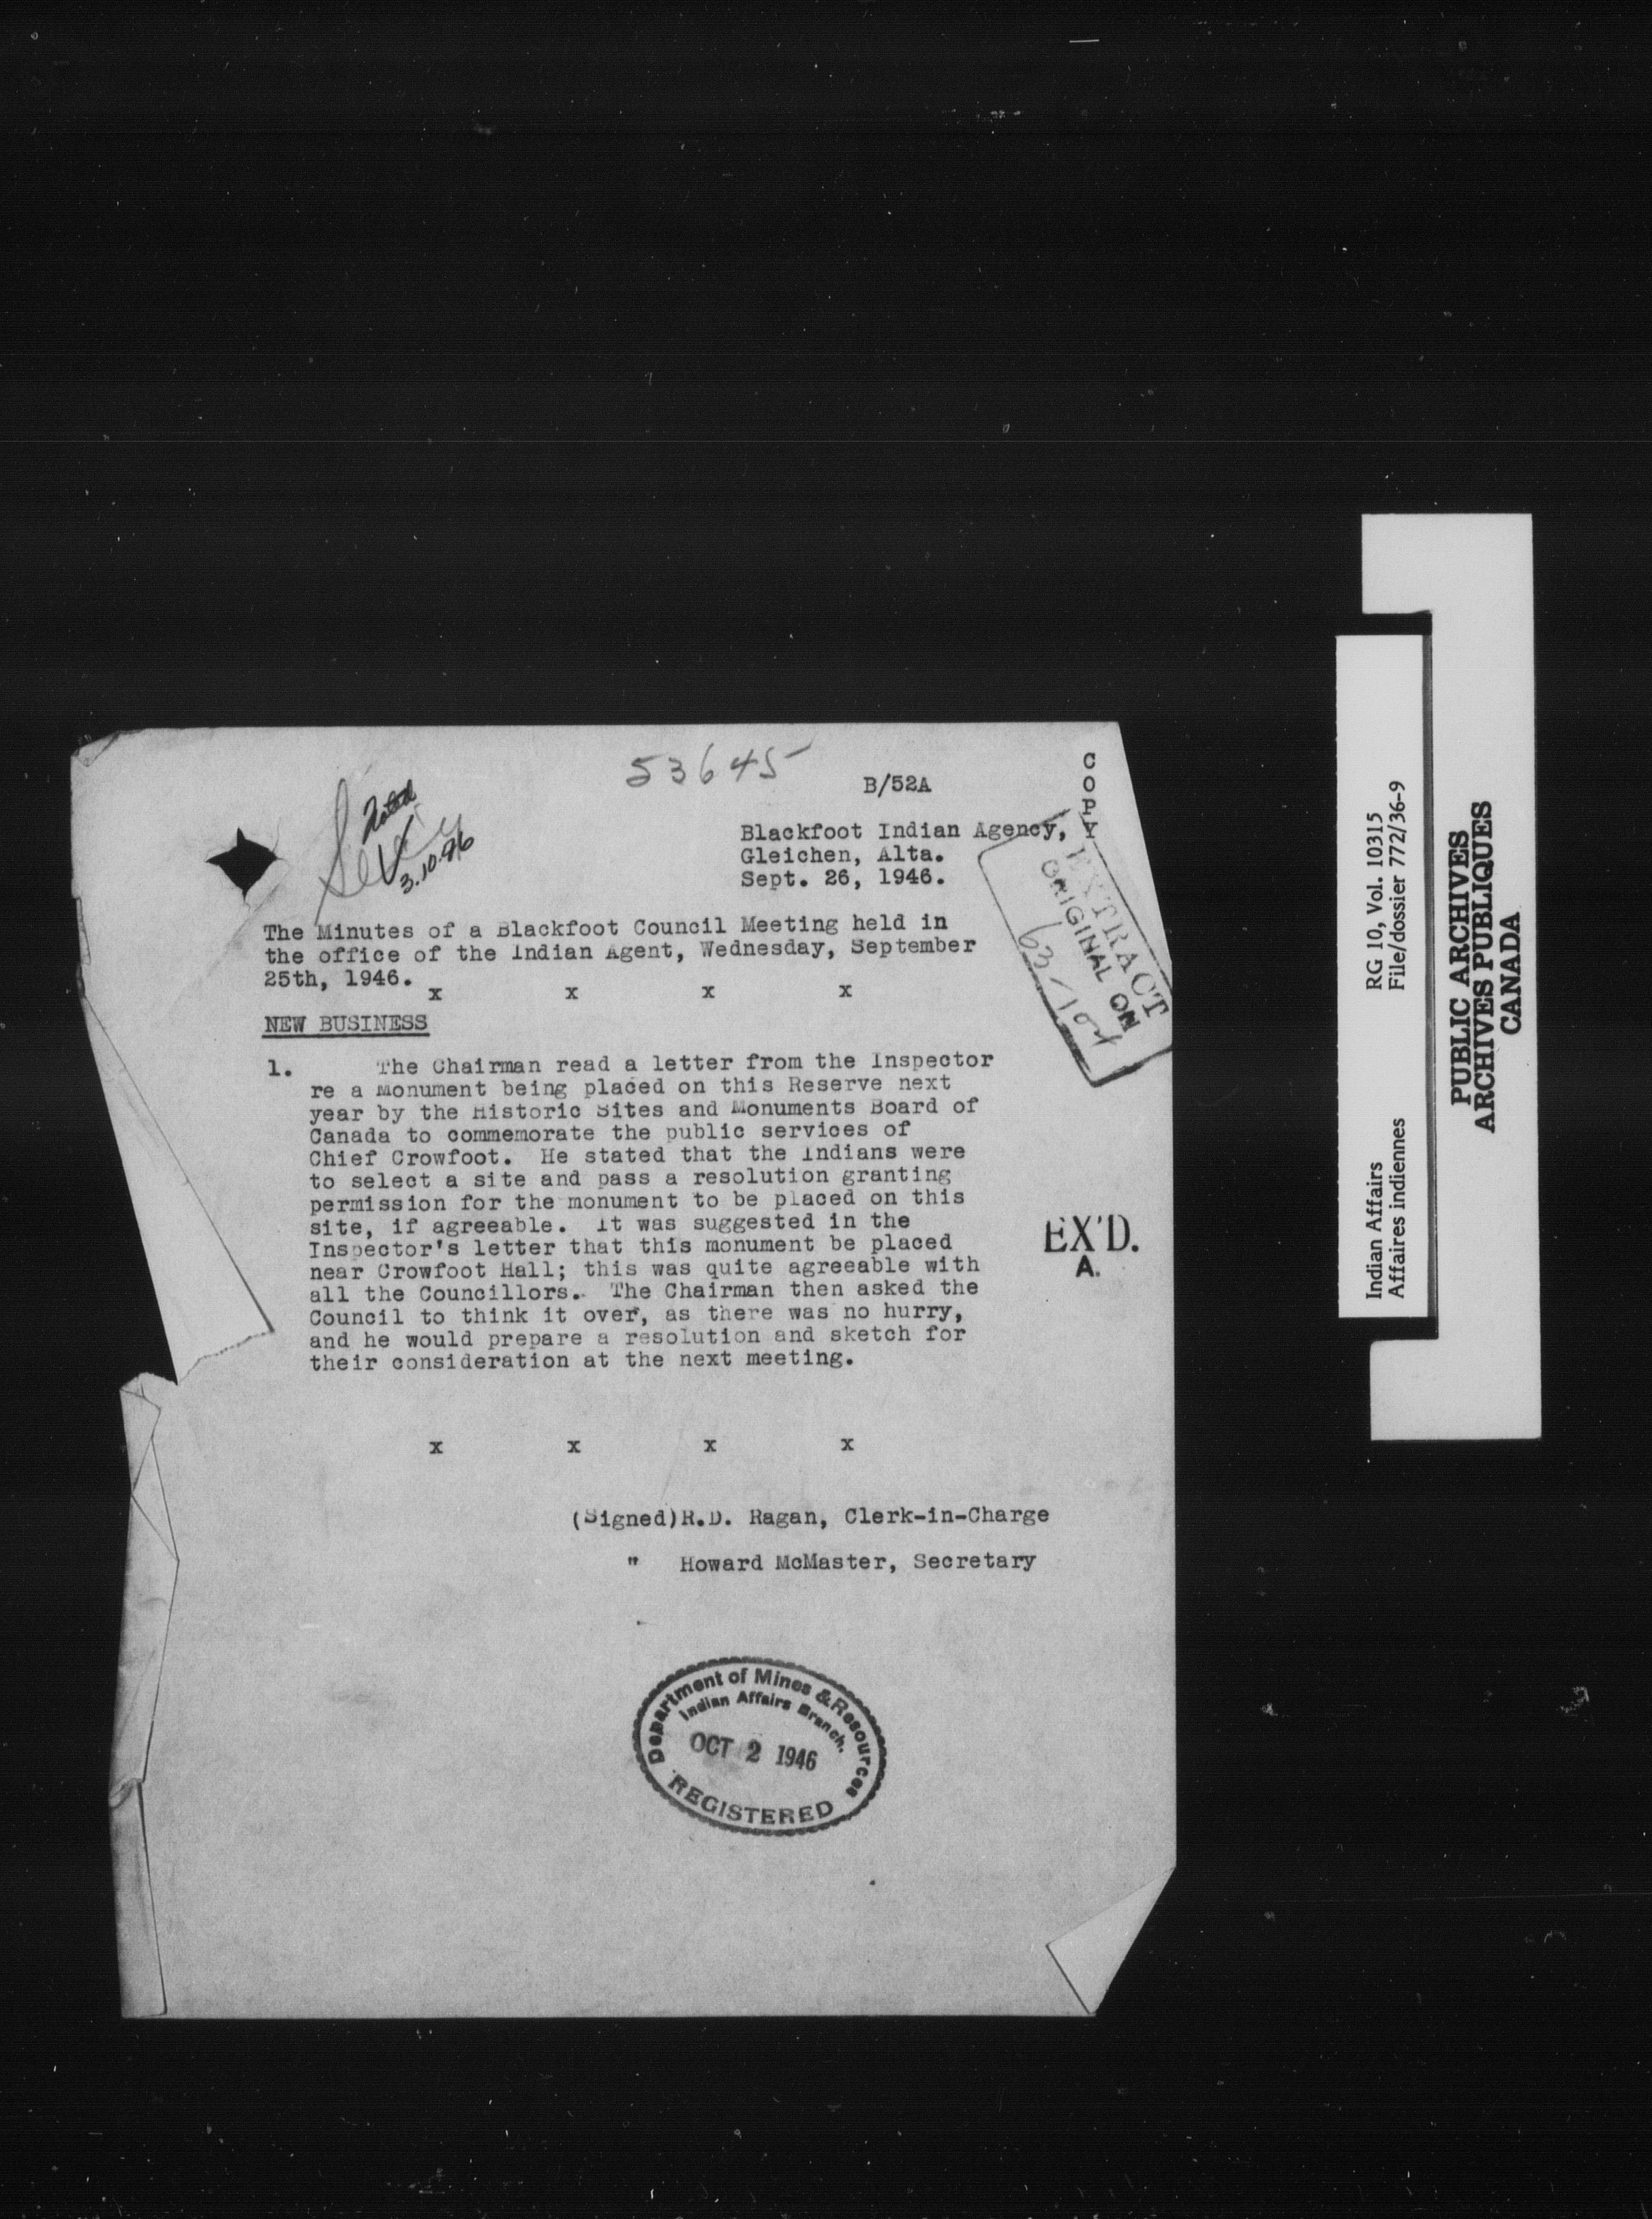 53645
B/52A
COPY
Noted
3.10.46
Blackfoot Indian Agency,
Gleichen, Alta.
Sept. 26, 1946.
EXTRACT
ORIGINAL ON
The Minutes of a Blackfoot Council Meeting held in
the office of the Indian Agent, Wednesday, September
25th, 1946.
x x x x
NEW BUSINESS
1. The Chairman read a letter from the Inspector
re a Monument being placed on this Reserve next
year by the Historic Sites and Monuments Board of
Canada to commemorate the public services of
Chief Crowfoot. He stated that the Indians were
to select a site and pass a resolution granting
permission for the monument to be placed on this
site, if agreeable. It was suggested in the
Inspector's letter that this monument be placed
near Crowfoot Hall; this was quite agreeable with
all the Councillors. The Chairman then asked the
Council to think it over, as there was no hurry,
and he would prepare a resolution and sketch for
their consideration at the next meeting.
EX'D.
A.
x x x x
(Signed) R.D. Ragan, Clerk-in-Charge
" Howard McMaster, Secretary
Department of Mines & Resources
Indian Affairs Branch.
OCT 2 1946
REGISTERED
Indian Affairs RG 10, Vol. 10315
Affaires indiennes File/dossier 772/36-9
PUBLIC ARCHIVES
ARCHIVES PUBLIQUES
CANADA